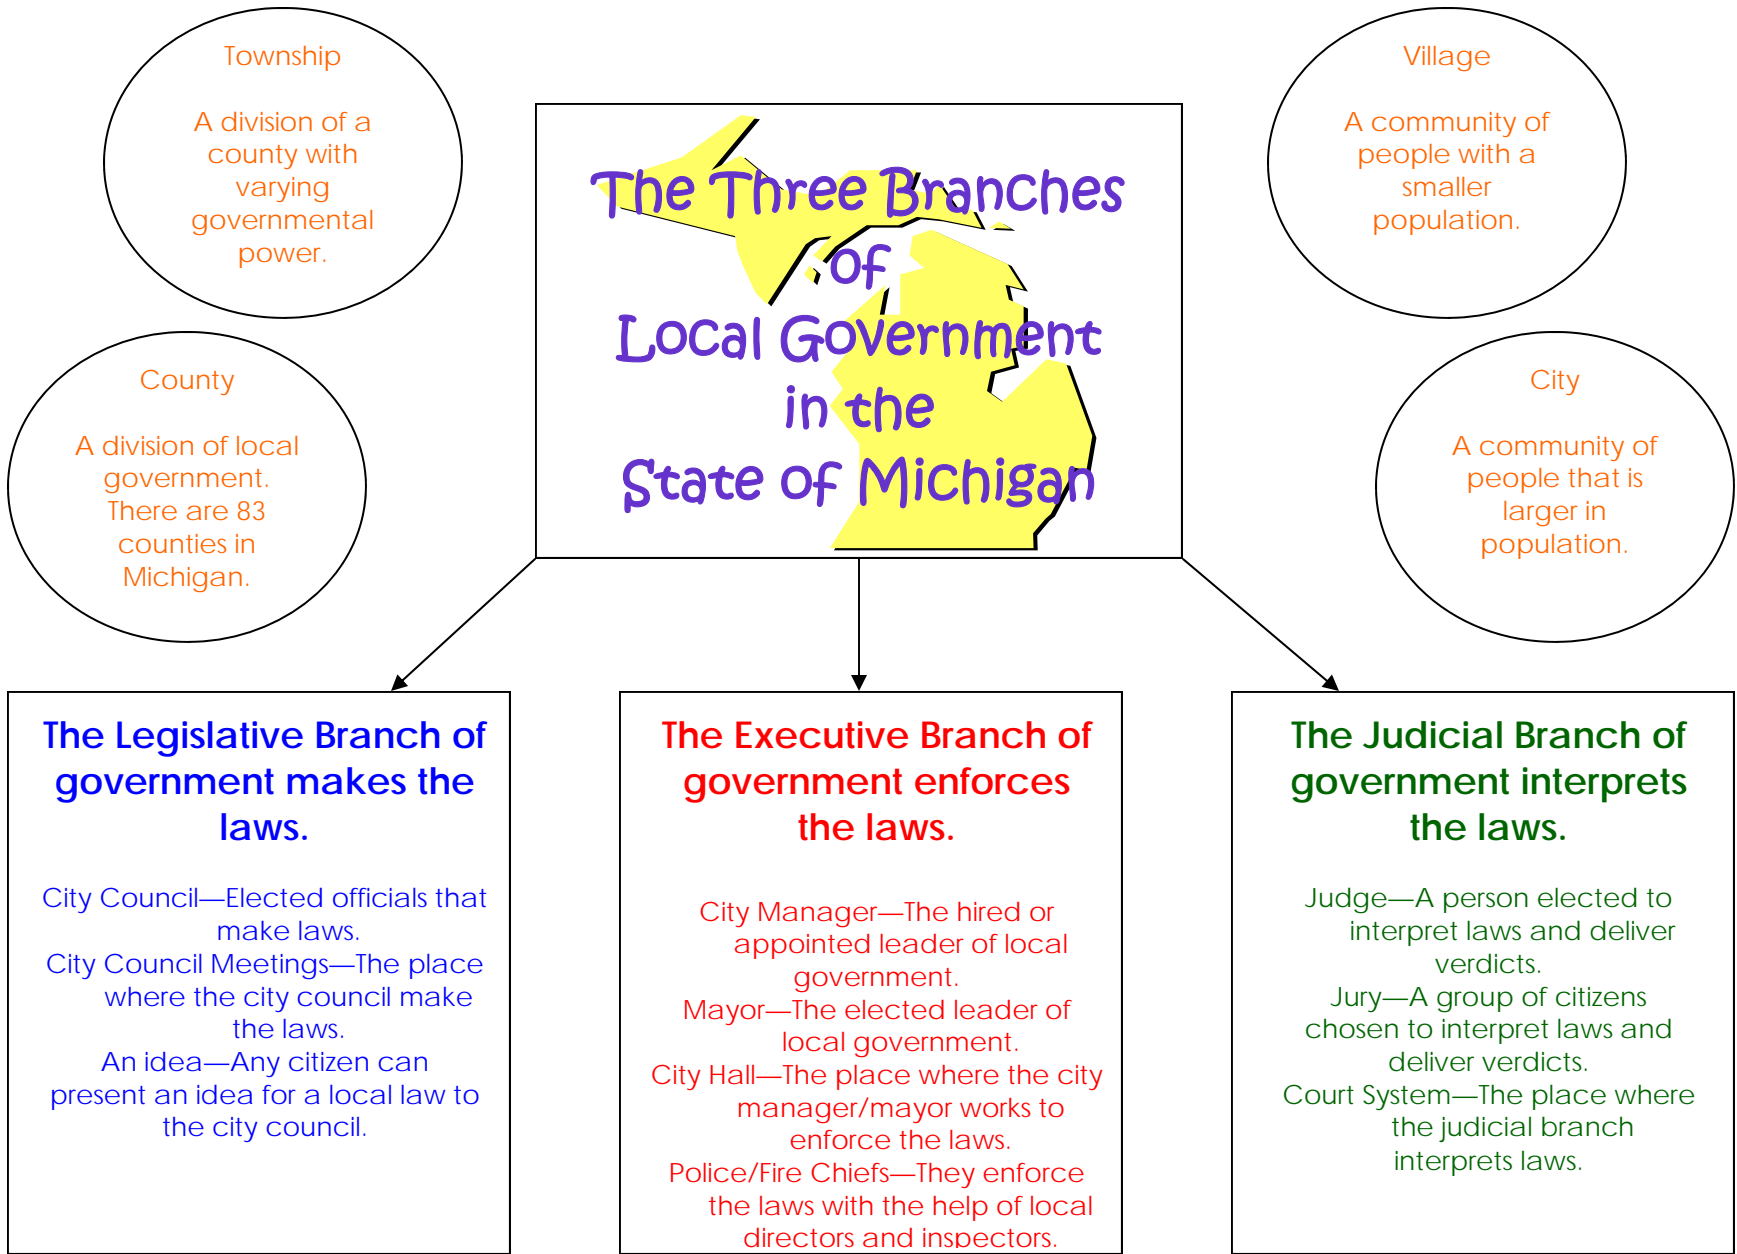 Township
A division of a
county with
varying
governmental
power.
Village
A community of
people with a
smaller
population.
The Three Branches
of
Local Government
in the
State of Michigan
County
A division of local
government.
There are 83
counties in
Michigan.
City
A community of
people that is
larger in
population.
The Legislative Branch of
government makes the
laws.
City Council—Elected officials that
make laws.
City Council Meetings—The place
where the city council make
the laws.
An idea—Any citizen can
present an idea for a local law to
the city council.
The Executive Branch of
government enforces
the laws.
City Manager—The hired or
appointed leader of local
government.
Mayor—The elected leader of
local government.
City Hall—The place where the city
manager/mayor works to
enforce the laws.
Police/Fire Chiefs—They enforce
the laws with the help of local
directors and inspectors.
The Judicial Branch of
government interprets
the laws.
Judge—A person elected to
interpret laws and deliver
verdicts.
Jury—A group of citizens
chosen to interpret laws and
deliver verdicts.
Court System—The place where
the judicial branch
interprets laws.